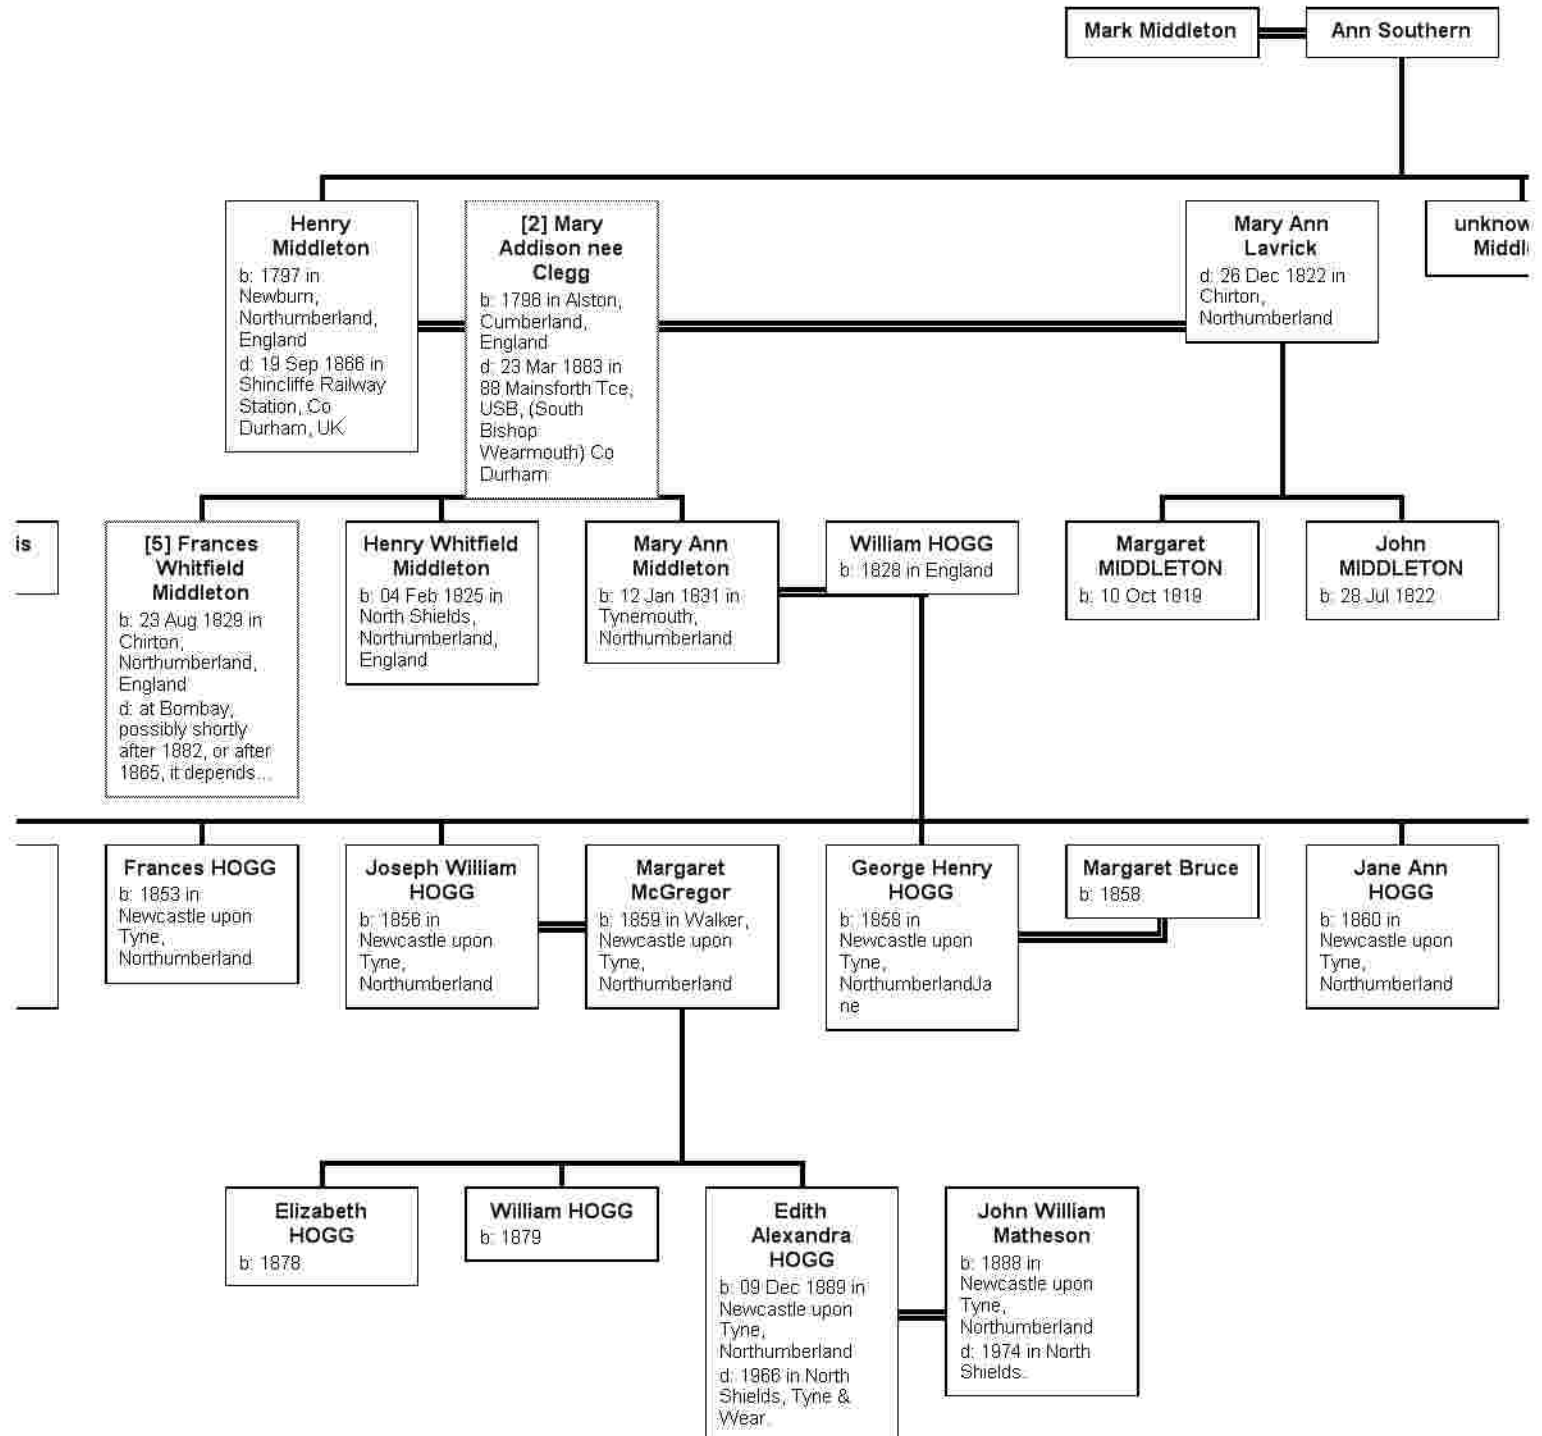 Mark Middleton
Ann Southern
Henry
Middleton
b: 1797 in
Newburn,
Northumberland,
England
d: 19 Sep 1866 in
Shincliffe Railway
Station, Co
Durham, UK
[2] Mary
Addison nee
Clegg
b: 1798 in Alston,
Cumberland,
England
d: 23 Mar 1883 in
88 Mainsforth Tce,
USB, (South
Bishop
Wearmouth) Co
Durham
Mary Ann
Lavrick
d: 26 Dec 1822 in
Chirton,
Northumberland
unknow
Middl
is
[5] Frances
Whitfield
Middleton
b: 23 Aug 1829 in
Chirton,
Northumberland,
England
d: at Bombay,
possibly shortly
after 1882, or after
1865, it depends...
Henry Whitfield
Middleton
b: 04 Feb 1825 in
North Shields,
Northumberland,
England
Mary Ann
Middleton
b: 12 Jan 1831 in
Tynemouth,
Northumberland
William HOGG
b: 1828 in England
Margaret
MIDDLETON
b: 10 Oct 1819
John
MIDDLETON
b: 28 Jul 1822
Frances HOGG
b: 1853 in
Newcastle upon
Tyne,
Northumberland
Joseph William
HOGG
b: 1856 in
Newcastle upon
Tyne,
Northumberland
Margaret
McGregor
b: 1859 in Walker,
Newcastle upon
Tyne,
Northumberland
George Henry
HOGG
b: 1858 in
Newcastle upon
Tyne,
NorthumberlandJa
ne
Margaret Bruce
b: 1858
Jane Ann
HOGG
b: 1860 in
Newcastle upon
Tyne,
Northumberland
Elizabeth
HOGG
b: 1878
William HOGG
b: 1879
Edith
Alexandra
HOGG
b: 09 Dec 1889 in
Newcastle upon
Tyne,
Northumberland
d: 1966 in North
Shields, Tyne &
Wear.
John William
Matheson
b: 1888 in
Newcastle upon
Tyne,
Northumberland
d: 1974 in North
Shields.